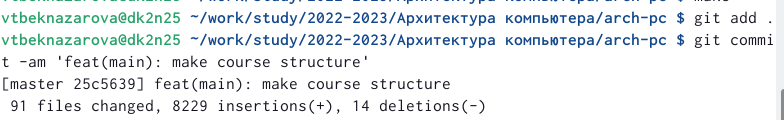 vtbeknazarova@dk2n25 ~/work/study/2022-2023/Архитектура компьютера/arch-pc $ git add .
vtbeknazarova@dk2n25 ~/work/study/2022-2023/Архитектура компьютера/arch-pc $ git commi
t -am 'feat(main): make course structure'
[master 25c5639] feat(main): make course structure
 91 files changed, 8229 insertions(+), 14 deletions(-)